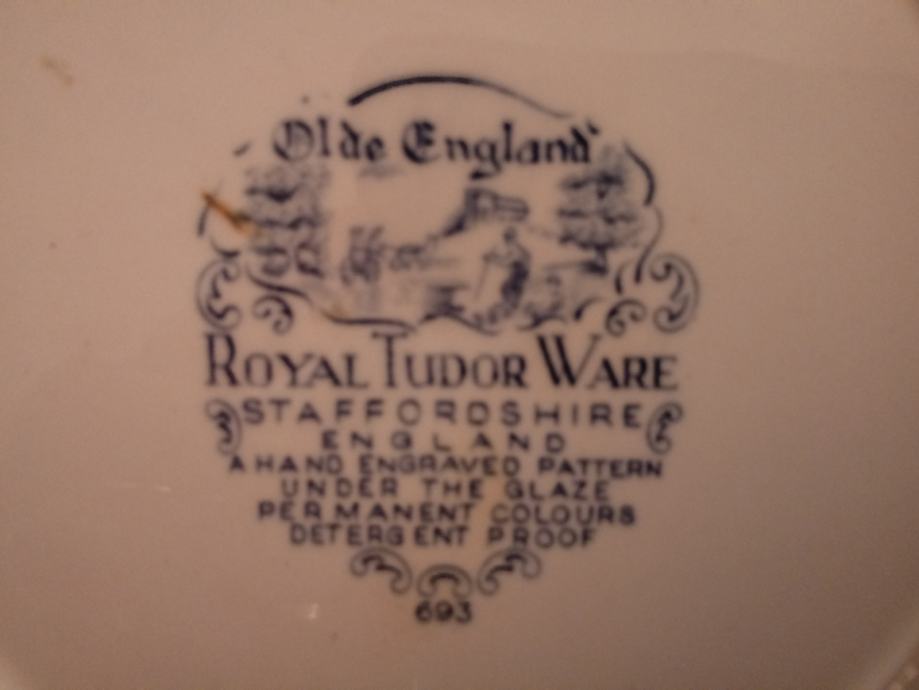 Olde England
ROYAL TUDOR WARE
STAFFORDSHIRE
ENGLAND
A HAND ENGRAVED PATTERN
UNDER THE GLAZE
PERMANENT COLOURS
DETERGENT PROOF
693